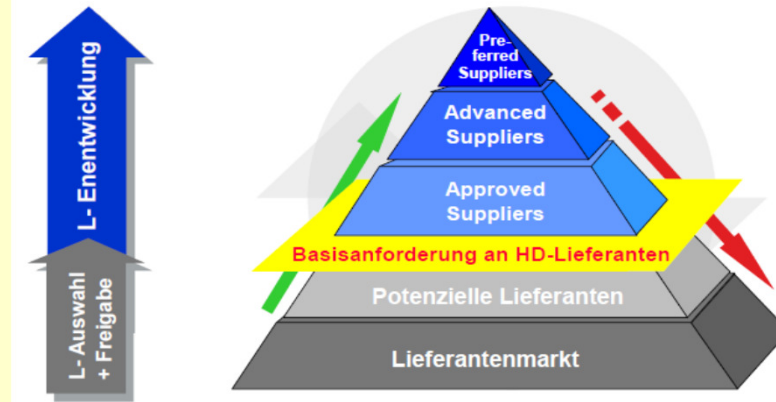 L- Enentwicklung
L- Auswahl
+ Freigabe
Pre-
ferred
Suppliers
Advanced
Suppliers
Approved
Suppliers
Basisanforderung an HD-Lieferanten
Potenzielle Lieferanten
Lieferantenmarkt